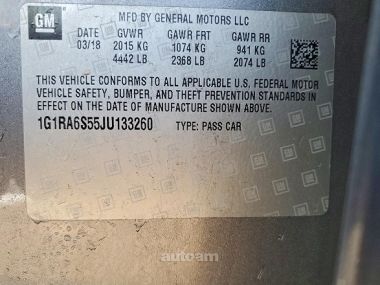 GM
MFD BY GENERAL MOTORS LLC
DATE GVWR GAWR FRT GAWR RR
03/18 2015 KG 1074 KG 941 KG
4442 LB 2368 LB 2074 LB
THIS VEHICLE CONFORMS TO ALL APPLICABLE U.S. FEDERAL MOTOR
VEHICLE SAFETY, BUMPER, AND THEFT PREVENTION STANDARDS IN
EFFECT ON THE DATE OF MANUFACTURE SHOWN ABOVE.
1G1RA6S55JU133260 TYPE: PASS CAR
autoam